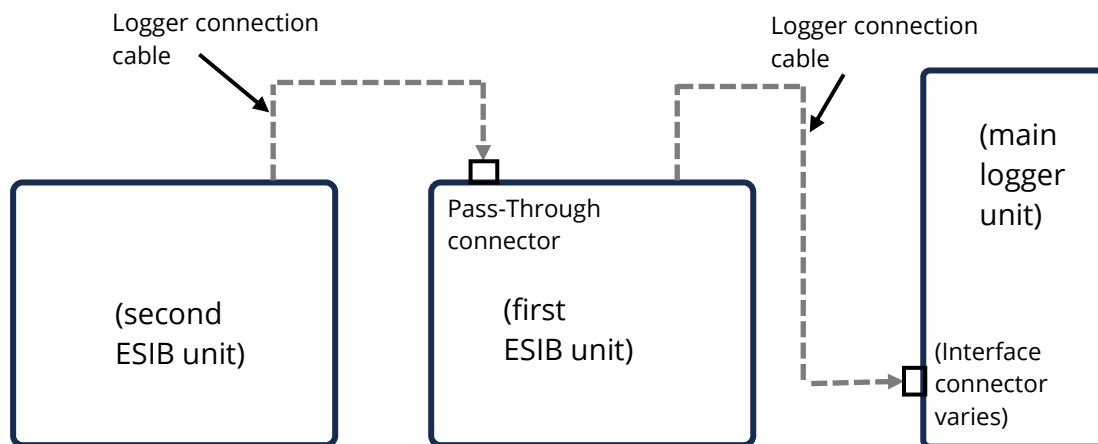 Logger connection
cable
Logger connection
cable
(main
logger
unit)
Pass-Through
connector
(second
ESIB unit)
(first
ESIB unit)
(Interface
connector
varies)